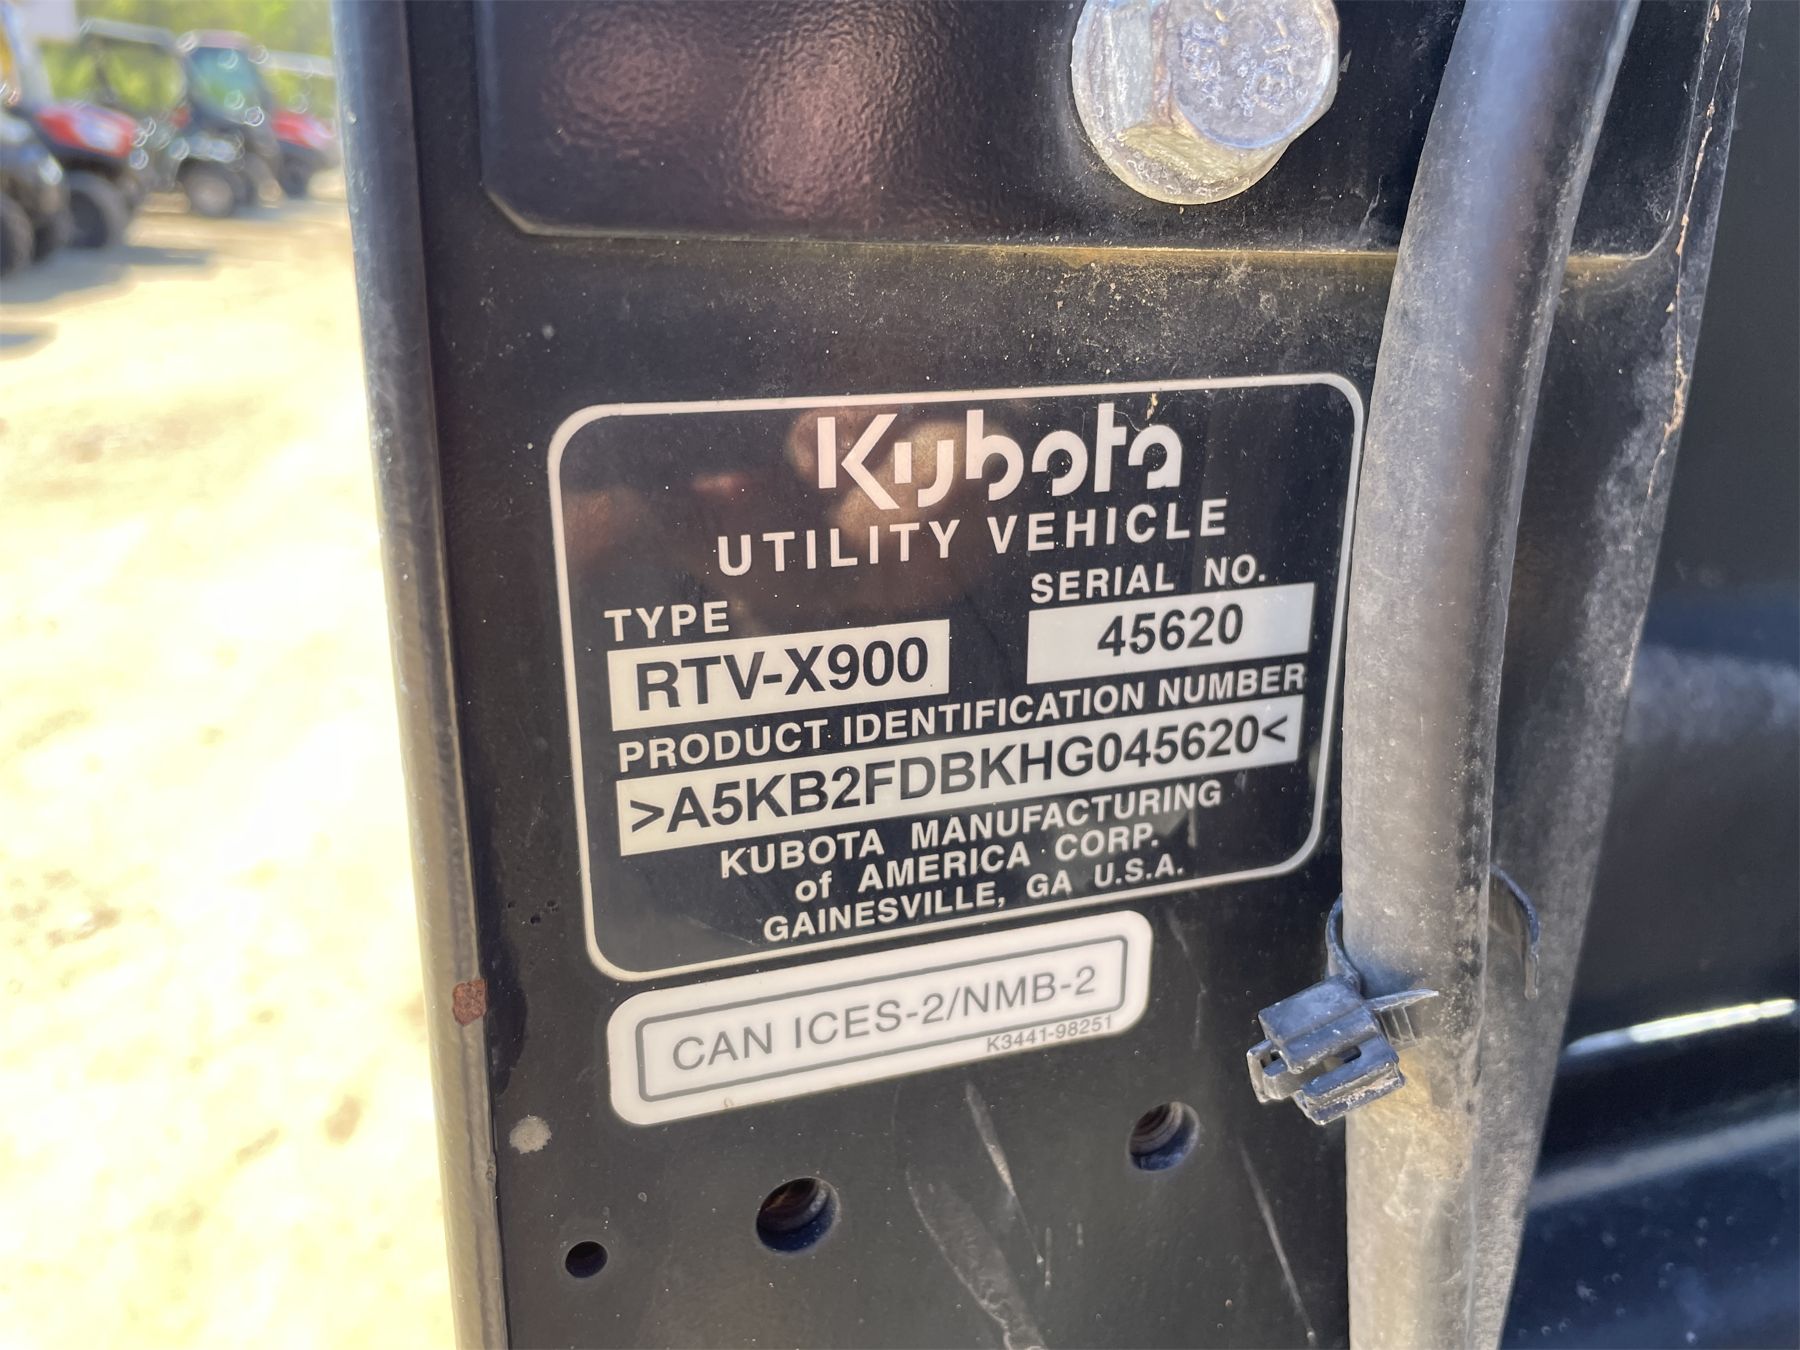 Kubota
UTILITY VEHICLE
TYPE
SERIAL NO.
RTV-X900
45620
PRODUCT IDENTIFICATION NUMBER
>A5KB2FDBKHG045620<
KUBOTA MANUFACTURING
of AMERICA CORP.
GAINESVILLE, GA U.S.A.
CAN ICES-2/NMB-2
K3441-98251